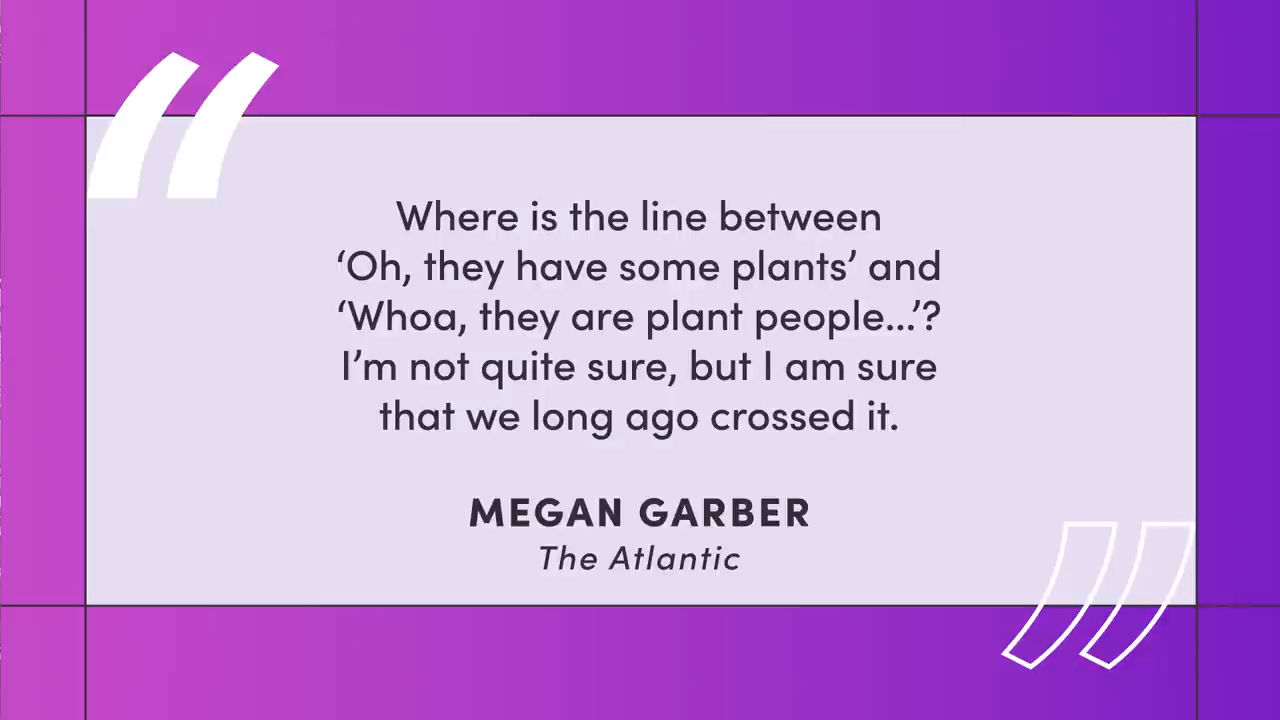 Where is the line between
‘Oh, they have some plants’ and
‘Whoa, they are plant people...’?
I’m not quite sure, but I am sure
that we long ago crossed it.
MEGAN GARBER
The Atlantic